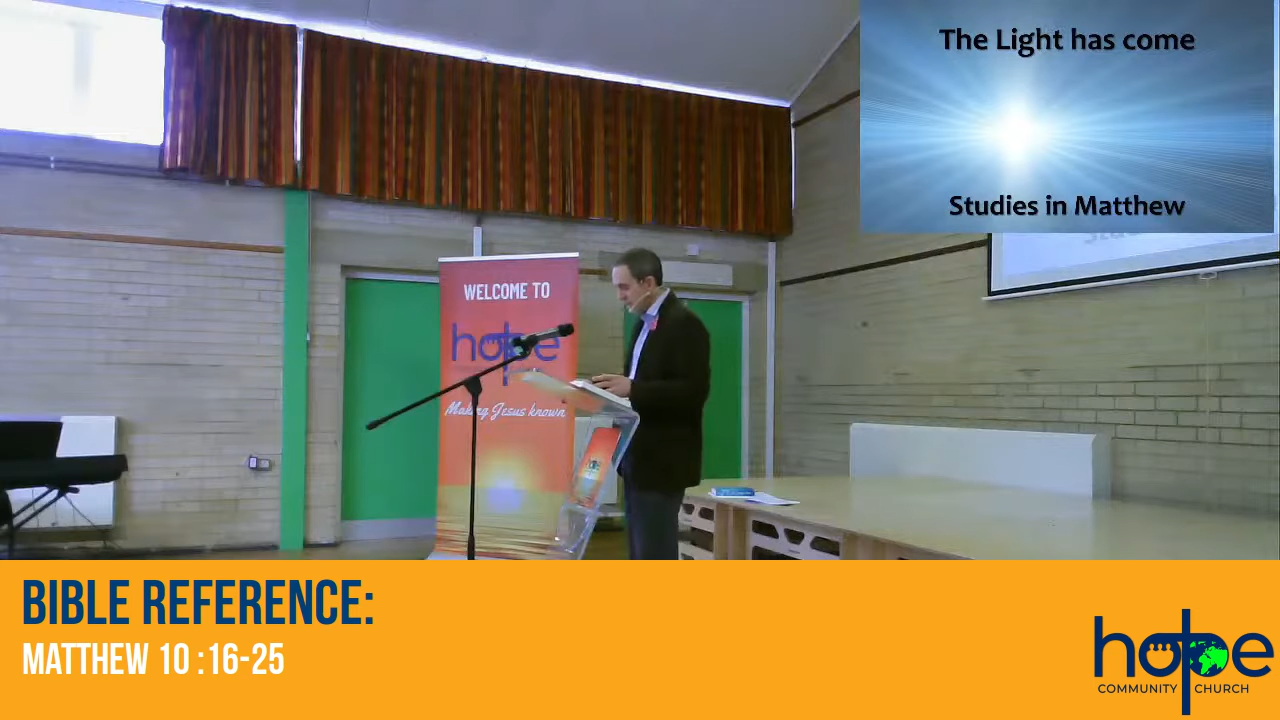 The Light has come
Studies in Matthew
WELCOME TO
hope
Making Jesus known
BIBLE REFERENCE:
MATTHEW 10 :16-25
hope
COMMUNITY CHURCH